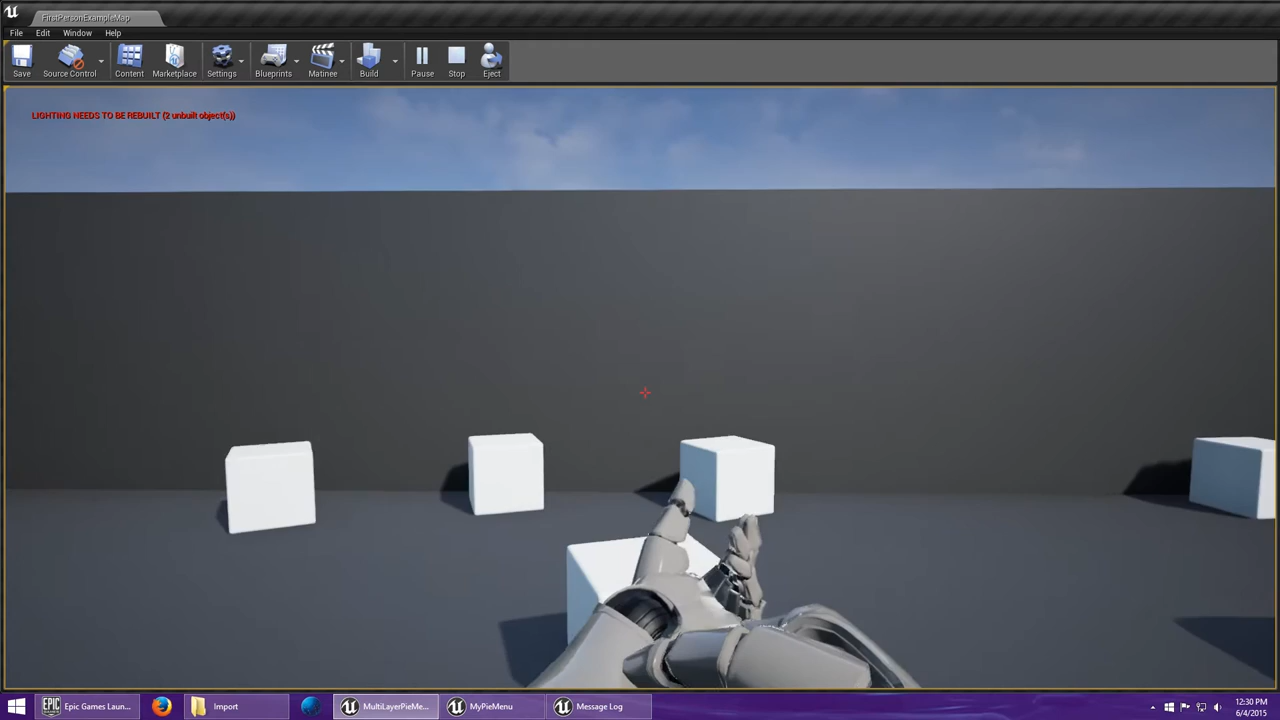 FirstPersonExampleMap
File Edit Window Help
Save Source Control Content Marketplace Settings Blueprints Matinee Build Pause Stop Eject
LIGHTING NEEDS TO BE REBUILT (2 unbuilt object(s))
EPIC GAMES Epic Games Laun... Import MultiLayerPieMe... MyPieMenu Message Log 12:30 PM
6/4/2015